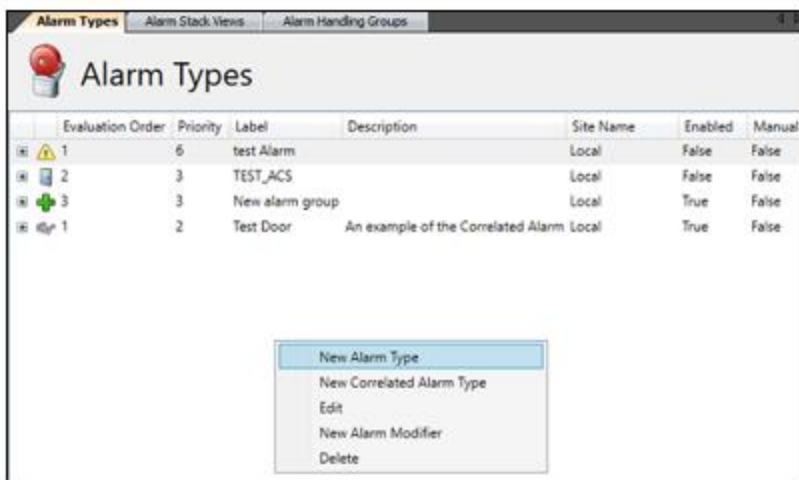 Alarm Types Alarm Stack Views Alarm Handling Groups
Alarm Types
Evaluation Order Priority Label Description Site Name Enabled Manual
1 6 test Alarm Local False False
2 3 TEST_ACS Local False False
3 3 New alarm group Local True False
1 2 Test Door An example of the Correlated Alarm Local True False
New Alarm Type
New Correlated Alarm Type
Edit
New Alarm Modifier
Delete